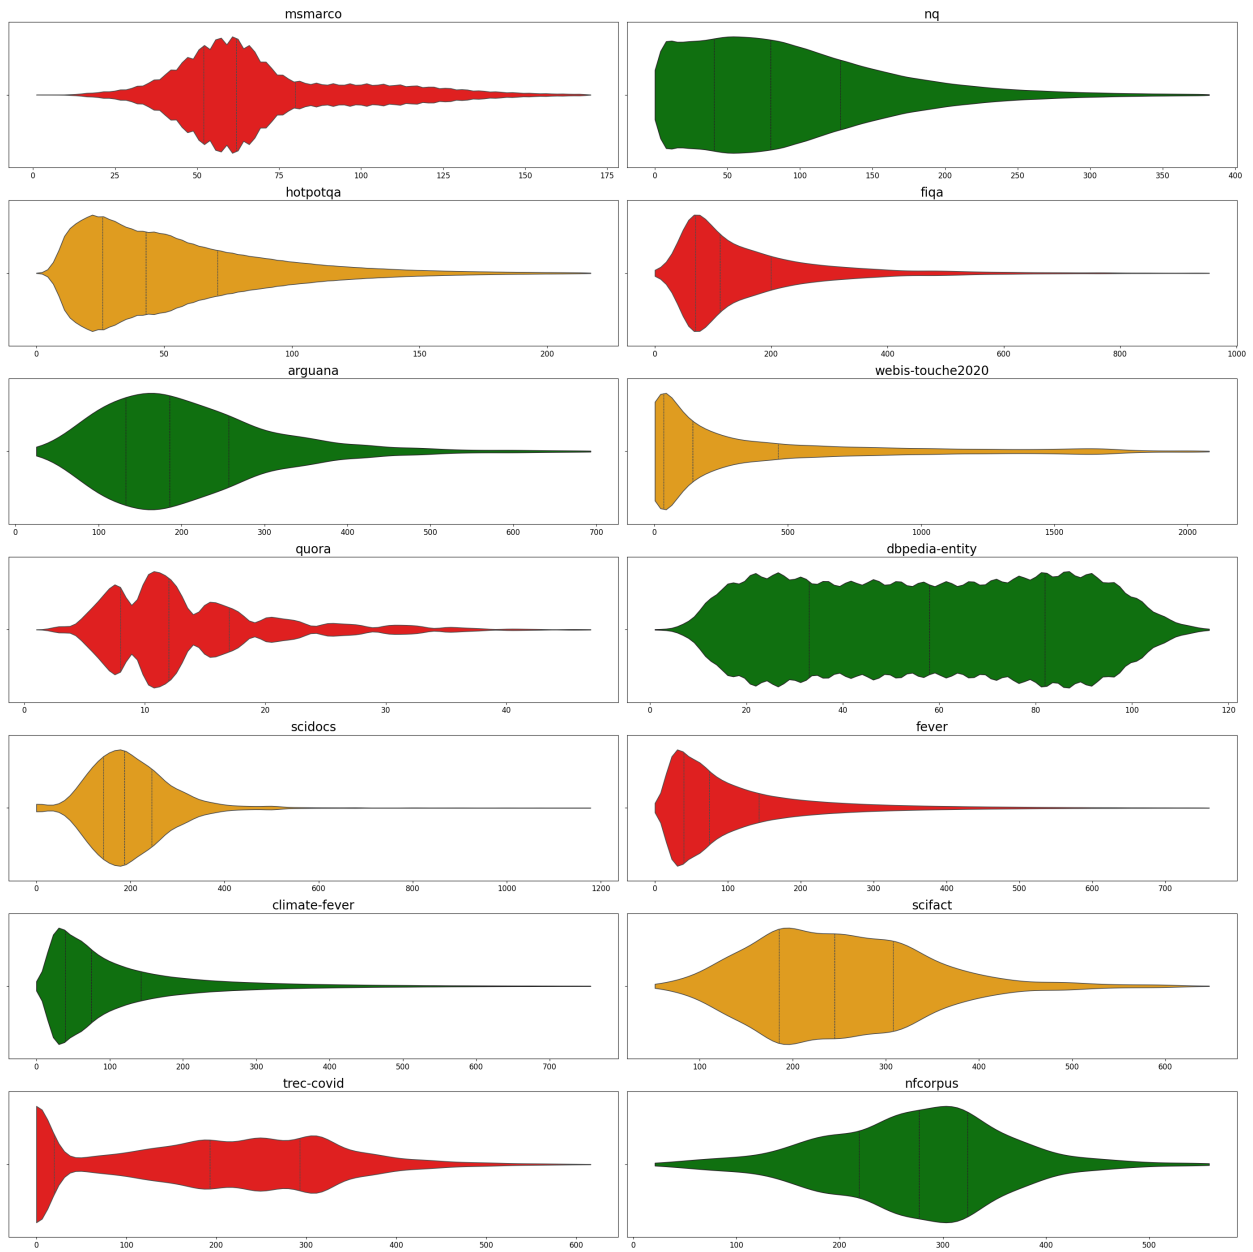 msmarco
nq
0 25 50 75 100 125 150 175
0 50 100 150 200 250 300 350 400
hotpotqa
fiqa
0 50 100 150 200
0 200 400 600 800 1000
arguana
webis-touche2020
0 100 200 300 400 500 600 700
0 500 1000 1500 2000
quora
dbpedia-entity
0 10 20 30 40
0 20 40 60 80 100 120
scidocs
fever
0 200 400 600 800 1000 1200
0 100 200 300 400 500 600 700
climate-fever
scifact
0 100 200 300 400 500 600 700
100 200 300 400 500 600
trec-covid
nfcorpus
0 100 200 300 400 500 600
0 100 200 300 400 500